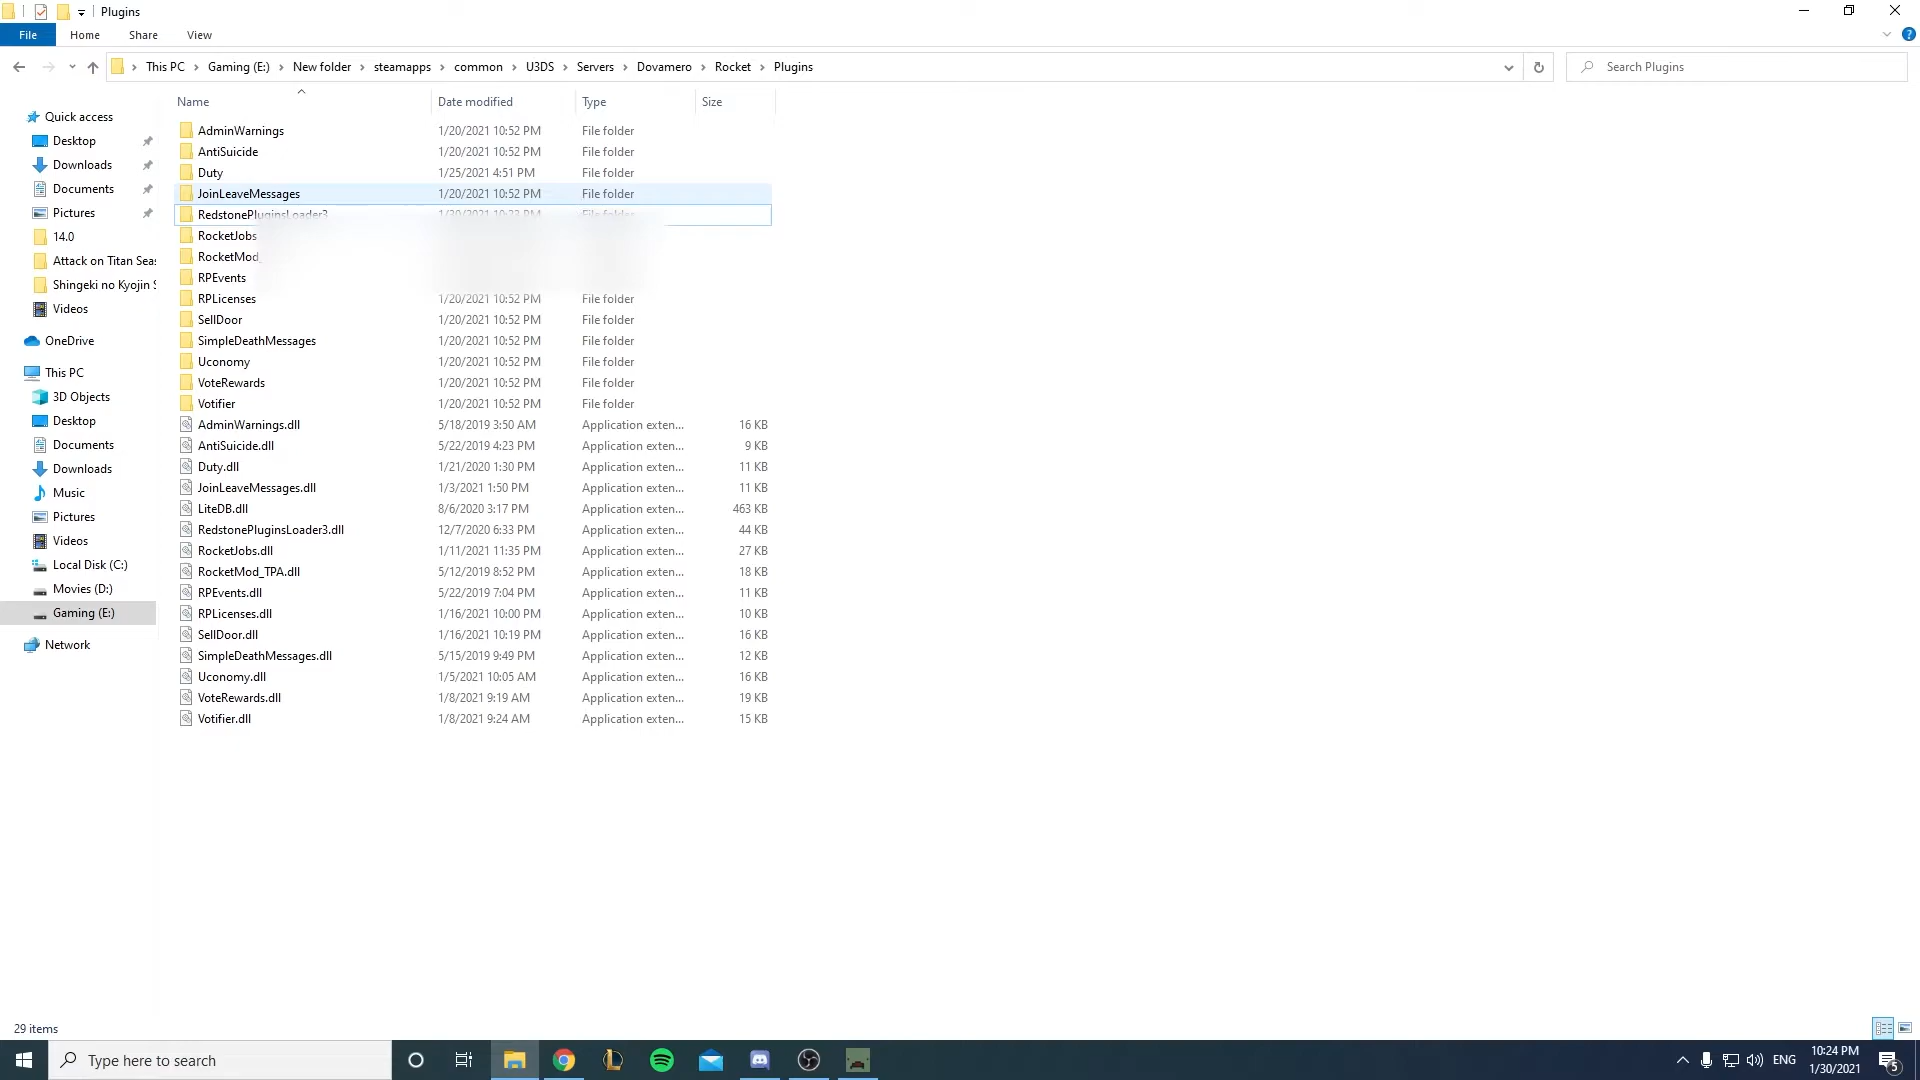 Plugins
File Home Share View
This PC Gaming (E:) New folder steamapps common U3DS Servers Dovamero Rocket Plugins
Search Plugins
Name Date modified Type Size
Quick access
Desktop
Downloads
Documents
Pictures
14.0
Attack on Titan Seas
Shingeki no Kyojin S
Videos
OneDrive
This PC
3D Objects
Desktop
Documents
Downloads
Music
Pictures
Videos
Local Disk (C:)
Movies (D:)
Gaming (E:)
Network
AdminWarnings 1/20/2021 10:52 PM File folder
AntiSuicide 1/20/2021 10:52 PM File folder
Duty 1/25/2021 4:51 PM File folder
JoinLeaveMessages 1/20/2021 10:52 PM File folder
RedstonePluginsLoader3 1/30/2021 10:23 PM File folder
RocketJobs
RocketMod_
RPEvents
RPLicenses 1/20/2021 10:52 PM File folder
SellDoor 1/20/2021 10:52 PM File folder
SimpleDeathMessages 1/20/2021 10:52 PM File folder
Uconomy 1/20/2021 10:52 PM File folder
VoteRewards 1/20/2021 10:52 PM File folder
Votifier 1/20/2021 10:52 PM File folder
AdminWarnings.dll 5/18/2019 3:50 AM Application exten... 16 KB
AntiSuicide.dll 5/22/2019 4:23 PM Application exten... 9 KB
Duty.dll 1/21/2020 1:30 PM Application exten... 11 KB
JoinLeaveMessages.dll 1/3/2021 1:50 PM Application exten... 11 KB
LiteDB.dll 8/6/2020 3:17 PM Application exten... 463 KB
RedstonePluginsLoader3.dll 12/7/2020 6:33 PM Application exten... 44 KB
RocketJobs.dll 1/11/2021 11:35 PM Application exten... 27 KB
RocketMod_TPA.dll 5/12/2019 8:52 PM Application exten... 18 KB
RPEvents.dll 5/22/2019 7:04 PM Application exten... 11 KB
RPLicenses.dll 1/16/2021 10:00 PM Application exten... 10 KB
SellDoor.dll 1/16/2021 10:19 PM Application exten... 16 KB
SimpleDeathMessages.dll 5/15/2019 9:49 PM Application exten... 12 KB
Uconomy.dll 1/5/2021 10:05 AM Application exten... 16 KB
VoteRewards.dll 1/8/2021 9:19 AM Application exten... 19 KB
Votifier.dll 1/8/2021 9:24 AM Application exten... 15 KB
29 items
Type here to search
ENG
10:24 PM
1/30/2021
5